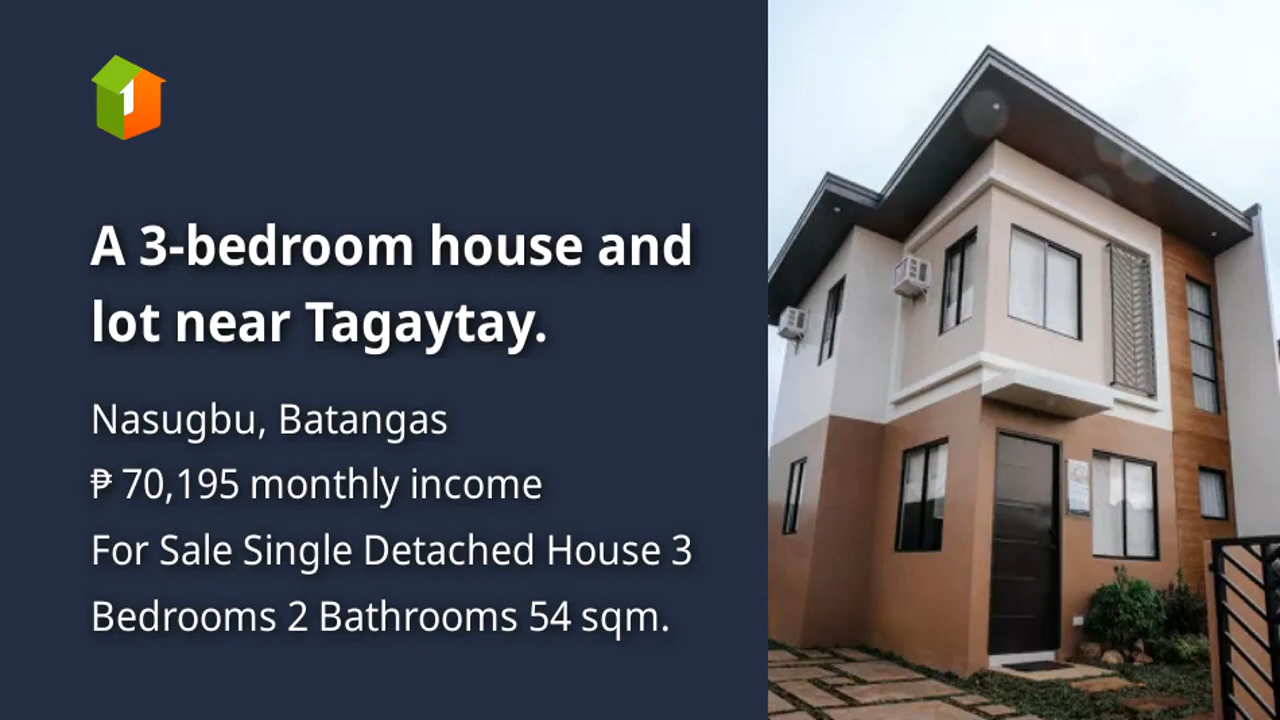 A 3-bedroom house and
lot near Tagaytay.
Nasugbu, Batangas
₱ 70,195 monthly income
For Sale Single Detached House 3
Bedrooms 2 Bathrooms 54 sqm.